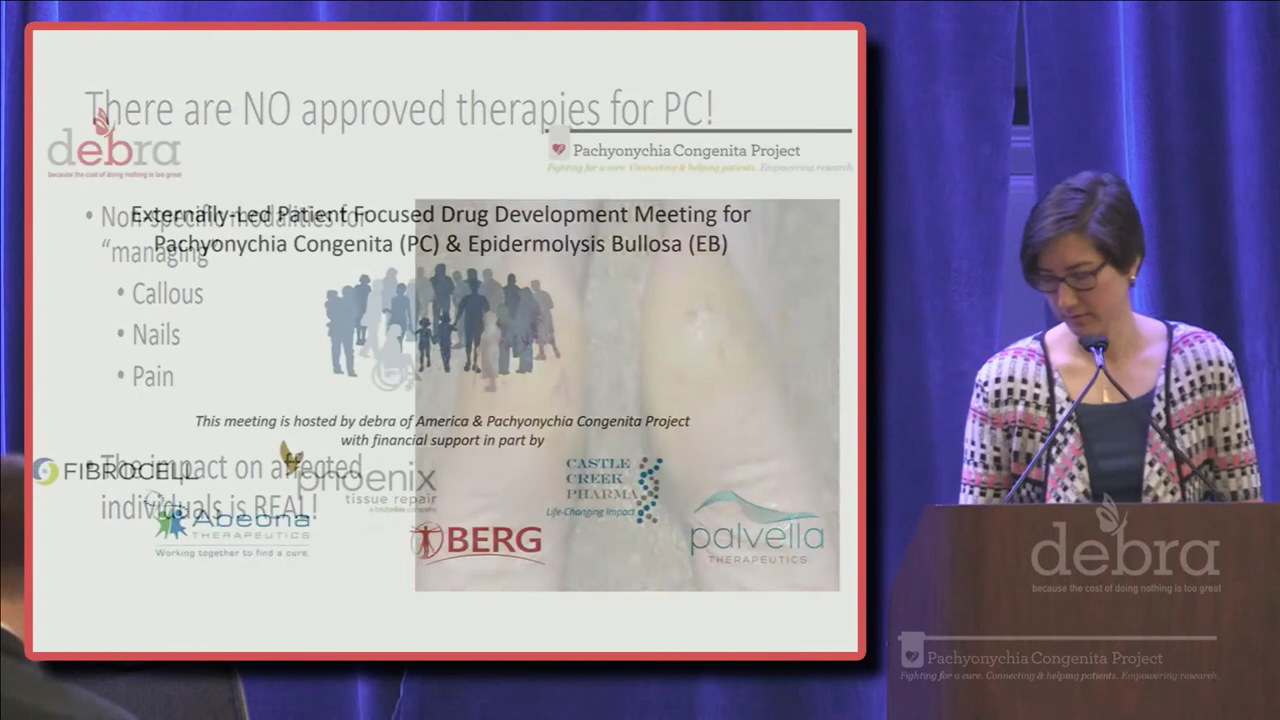 There are NO approved therapies for PC!
debra
because the cost of doing nothing is too great
Pachyonychia Congenita Project
Fighting for a cure. Connecting & helping patients. Empowering research.
• Non-specific modalities for
"managing"
Externally-Led Patient Focused Drug Development Meeting for
Pachyonychia Congenita (PC) & Epidermolysis Bullosa (EB)
• Callous
• Nails
• Pain
This meeting is hosted by debra of America & Pachyonychia Congenita Project
with financial support in part by
• The impact on affected
individuals is REAL!
FIBROCELL
phoenix
tissue repair
CASTLE
CREEK
PHARMA
Life-Changing Impact
Abeona
THERAPEUTICS
Working together to find a cure.
BERG
palvella
THERAPEUTICS
debra
because the cost of doing nothing is too great
Pachyonychia Congenita Project
Fighting for a cure. Connecting & helping patients. Empowering research.